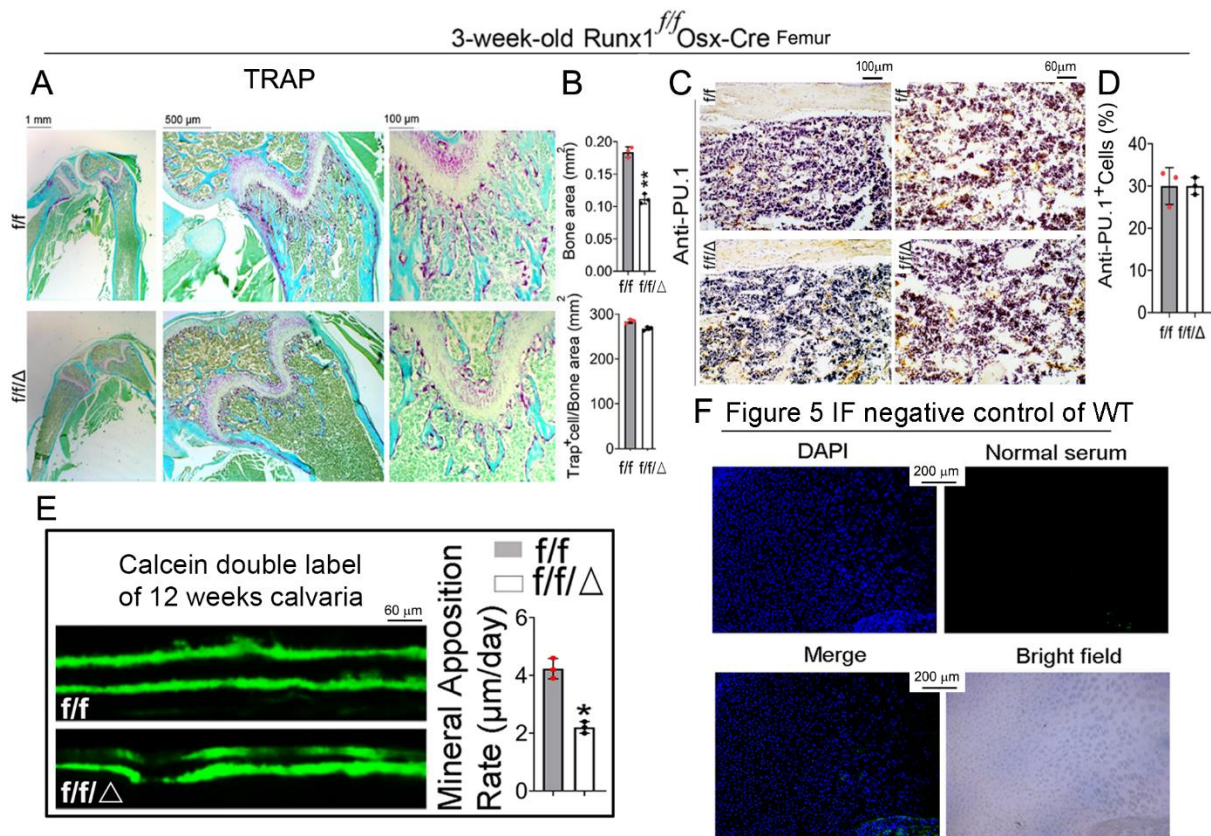 3-week-old Runx1f/fOsx-Cre Femur
A
TRAP
1 mm
500 μm
100 μm
f/f
f/f/△
B
Bone area (mm2)
0.20
0.15
0.10
0.05
0.00
**
f/f f/f/△
Trap+cell/Bone area (mm2)
300
200
100
0
f/f f/f/△
C
100μm
60μm
Anti-PU.1
f/f
f/f
f/f/Δ
f/f/Δ
D
Anti-PU.1+Cells (%)
40
30
20
10
0
f/f f/f/Δ
E
Calcein double label
of 12 weeks calvaria
60 μm
f/f
f/f/△
f/f
f/f/△
Mineral Apposition
Rate (μm/day)
6
4
2
0
*
F Figure 5 IF negative control of WT
DAPI
Normal serum
200 μm
Merge
Bright field
200 μm